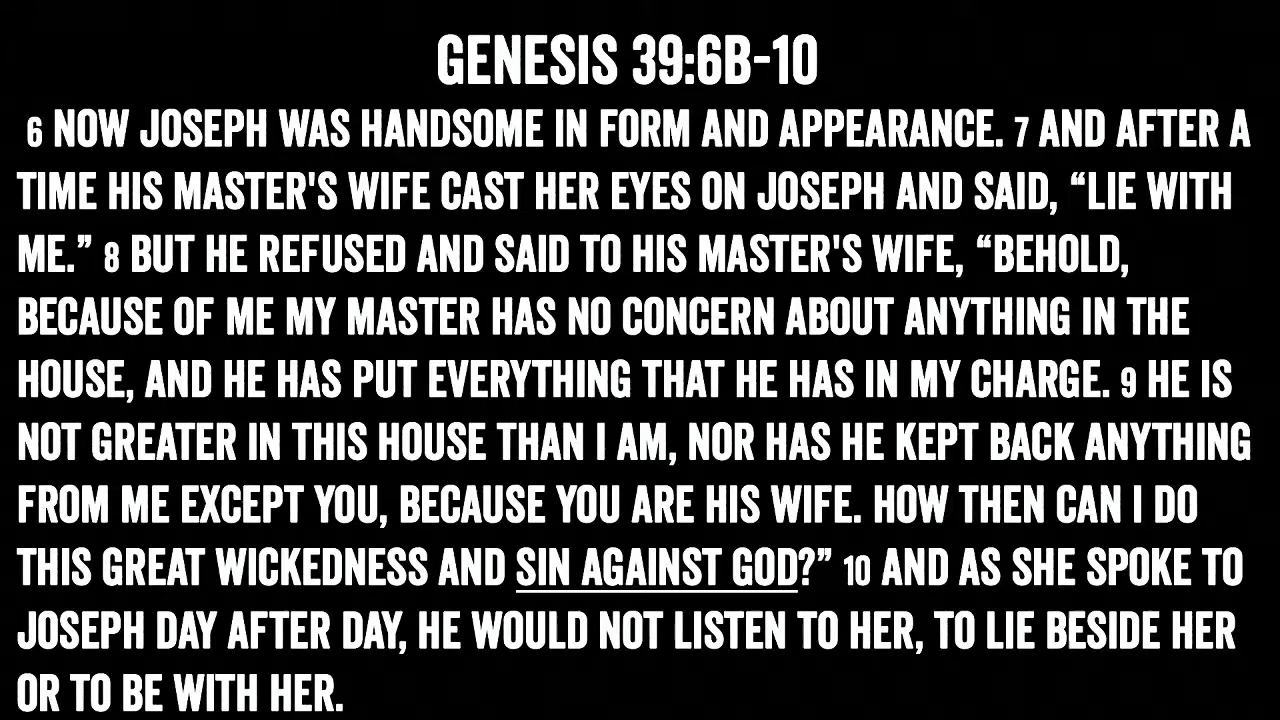 GENESIS 39:6B-10
6 NOW JOSEPH WAS HANDSOME IN FORM AND APPEARANCE. 7 AND AFTER A
TIME HIS MASTER'S WIFE CAST HER EYES ON JOSEPH AND SAID, “LIE WITH
ME.” 8 BUT HE REFUSED AND SAID TO HIS MASTER'S WIFE, “BEHOLD,
BECAUSE OF ME MY MASTER HAS NO CONCERN ABOUT ANYTHING IN THE
HOUSE, AND HE HAS PUT EVERYTHING THAT HE HAS IN MY CHARGE. 9 HE IS
NOT GREATER IN THIS HOUSE THAN I AM, NOR HAS HE KEPT BACK ANYTHING
FROM ME EXCEPT YOU, BECAUSE YOU ARE HIS WIFE. HOW THEN CAN I DO
THIS GREAT WICKEDNESS AND SIN AGAINST GOD?” 10 AND AS SHE SPOKE TO
JOSEPH DAY AFTER DAY, HE WOULD NOT LISTEN TO HER, TO LIE BESIDE HER
OR TO BE WITH HER.